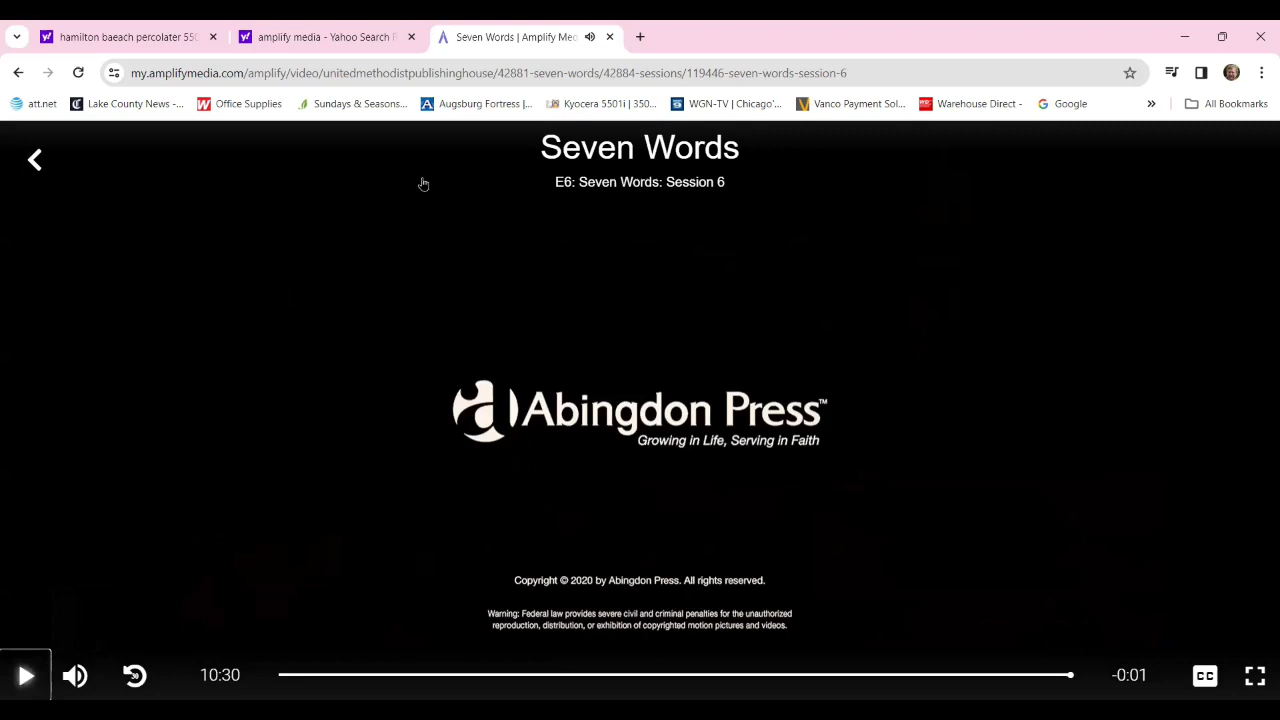 hamilton baeach percolater 550
amplify media - Yahoo Search R
Seven Words | Amplify Med
my.amplifymedia.com/amplify/video/unitedmethodistpublishinghouse/42881-seven-words/42884-sessions/119446-seven-words-session-6
att.net
Lake County News -...
Office Supplies
Sundays & Seasons...
Augsburg Fortress |...
Kyocera 5501i | 350...
WGN-TV | Chicago'...
Vanco Payment Sol...
Warehouse Direct -
Google
»
All Bookmarks
Seven Words
E6: Seven Words: Session 6
a Abingdon Press™
Growing in Life, Serving in Faith
Copyright © 2020 by Abingdon Press. All rights reserved.
Warning: Federal law provides severe civil and criminal penalties for the unauthorized
reproduction, distribution, or exhibition of copyrighted motion pictures and videos.
30
10:30
-0:01
CC